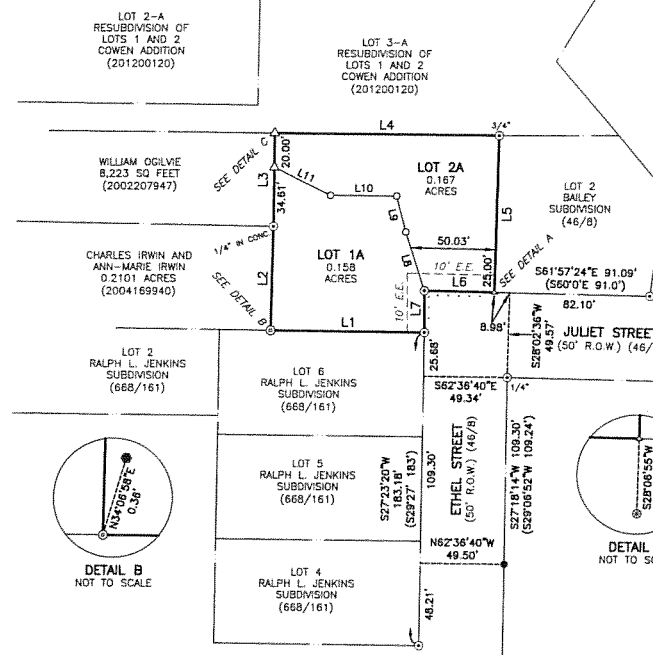 LOT 2-A
RESUBDIVISION OF
LOTS 1 AND 2
COWEN ADDITION
(201200120)
LOT 3-A
RESUBDIVISION OF
LOTS 1 AND 2
COWEN ADDITION
(201200120)
L4
3/4"
WILLIAM OGILVIE
8,223 SQ FEET
(2002207947)
SEE DETAIL C
20.00'
L3
34.61'
L11
L10
L9
L8
LOT 2A
0.167
ACRES
L5
LOT 2
BAILEY
SUBDIVISION
(46/8)
1/4" IN CONC
50.03'
SEE DETAIL A
CHARLES IRWIN AND
ANN-MARIE IRWIN
0.2101 ACRES
(2004169940)
L2
SEE DETAIL B
LOT 1A
0.158
ACRES
10' E.E.
25.00'
L6
S61°57'24"E 91.09'
(S60°0'E 91.0')
82.10'
10' E.E.
L7
8.98'
S28°02'36"W
49.57'
JULIET STREET
(50' R.O.W.) (46/
L1
25.68'
LOT 2
RALPH L. JENKINS
SUBDIVISION
(668/161)
LOT 6
RALPH L. JENKINS
SUBDIVISION
(668/161)
S62°36'40"E
49.34'
1/4"
LOT 5
RALPH L. JENKINS
SUBDIVISION
(668/161)
S27°23'20"W
183.18'
(S29°27' 183')
109.30'
ETHEL STREET
(50' R.O.W.) (46/8)
S27°18'14"W 109.30'
(S29°06'52"W 109.24')
N34°06'58"E
0.36'
DETAIL B
NOT TO SCALE
N62°36'40"W
49.50'
LOT 4
RALPH L. JENKINS
SUBDIVISION
(668/161)
48.21'
S28°06'55"W
DETAIL
NOT TO SC